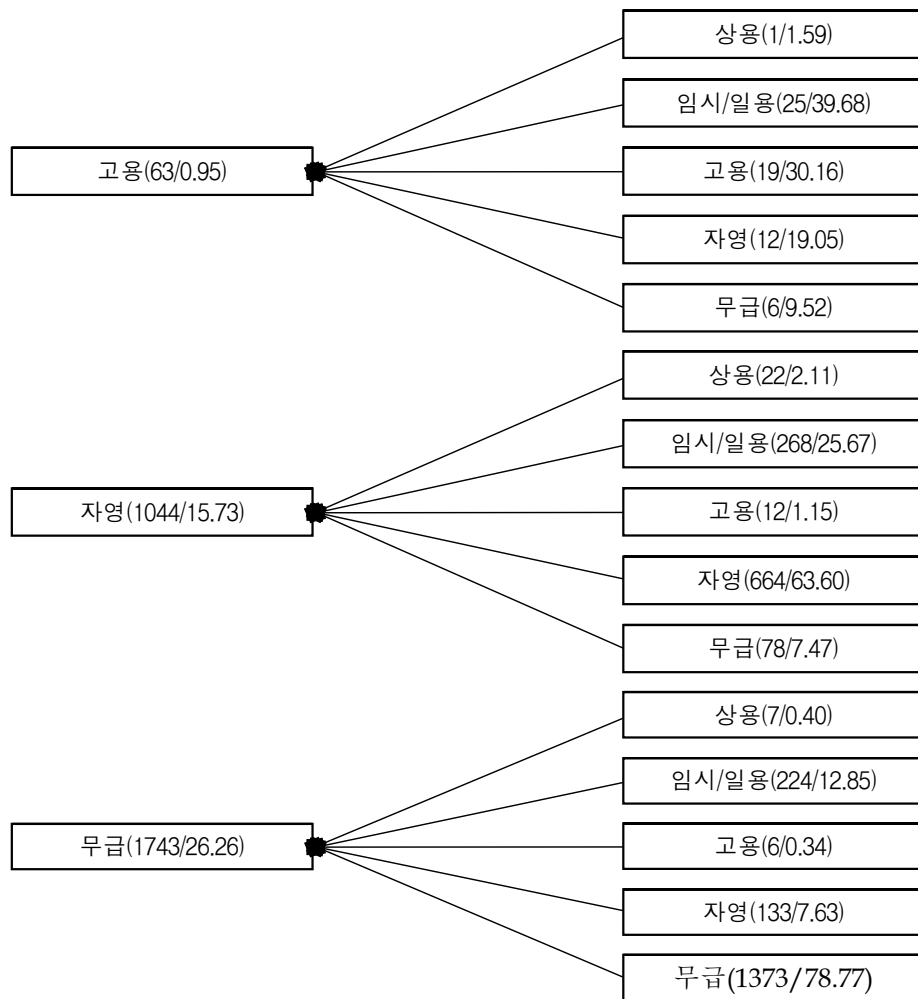 고용(63/0.95)
상용(1/1.59)
임시/일용(25/39.68)
고용(19/30.16)
자영(12/19.05)
무급(6/9.52)
자영(1044/15.73)
상용(22/2.11)
임시/일용(268/25.67)
고용(12/1.15)
자영(664/63.60)
무급(78/7.47)
무급(1743/26.26)
상용(7/0.40)
임시/일용(224/12.85)
고용(6/0.34)
자영(133/7.63)
무급(1373/78.77)